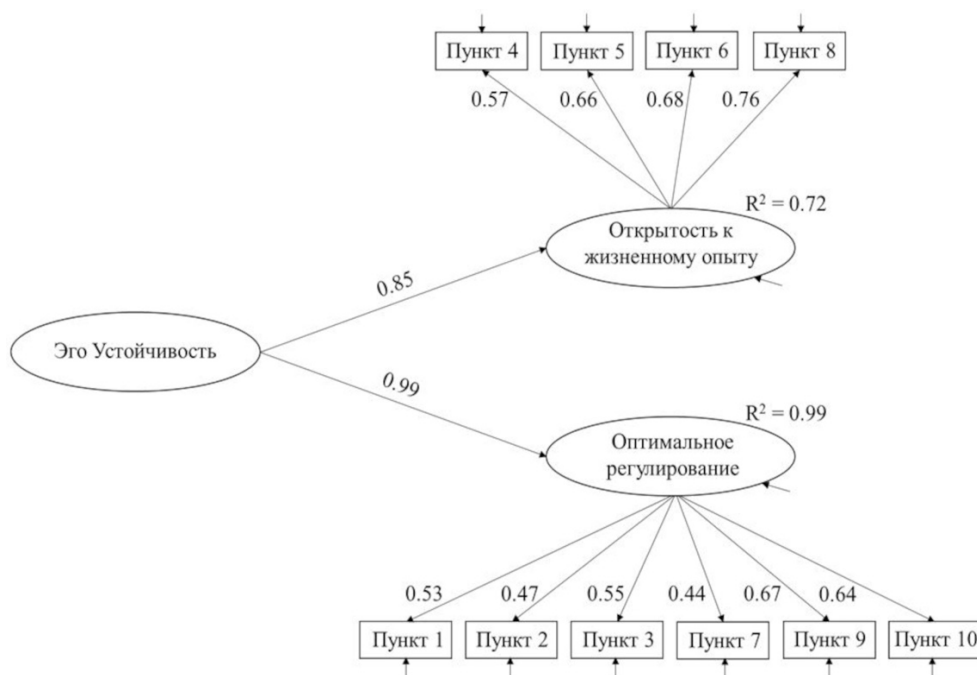 Пункт 4
Пункт 5
Пункт 6
Пункт 8
0.57
0.66
0.68
0.76
R² = 0.72
Открытость к
жизненному опыту
0.85
Эго Устойчивость
0.99
R² = 0.99
Оптимальное
регулирование
0.53
0.47
0.55
0.44
0.67
0.64
Пункт 1
Пункт 2
Пункт 3
Пункт 7
Пункт 9
Пункт 10